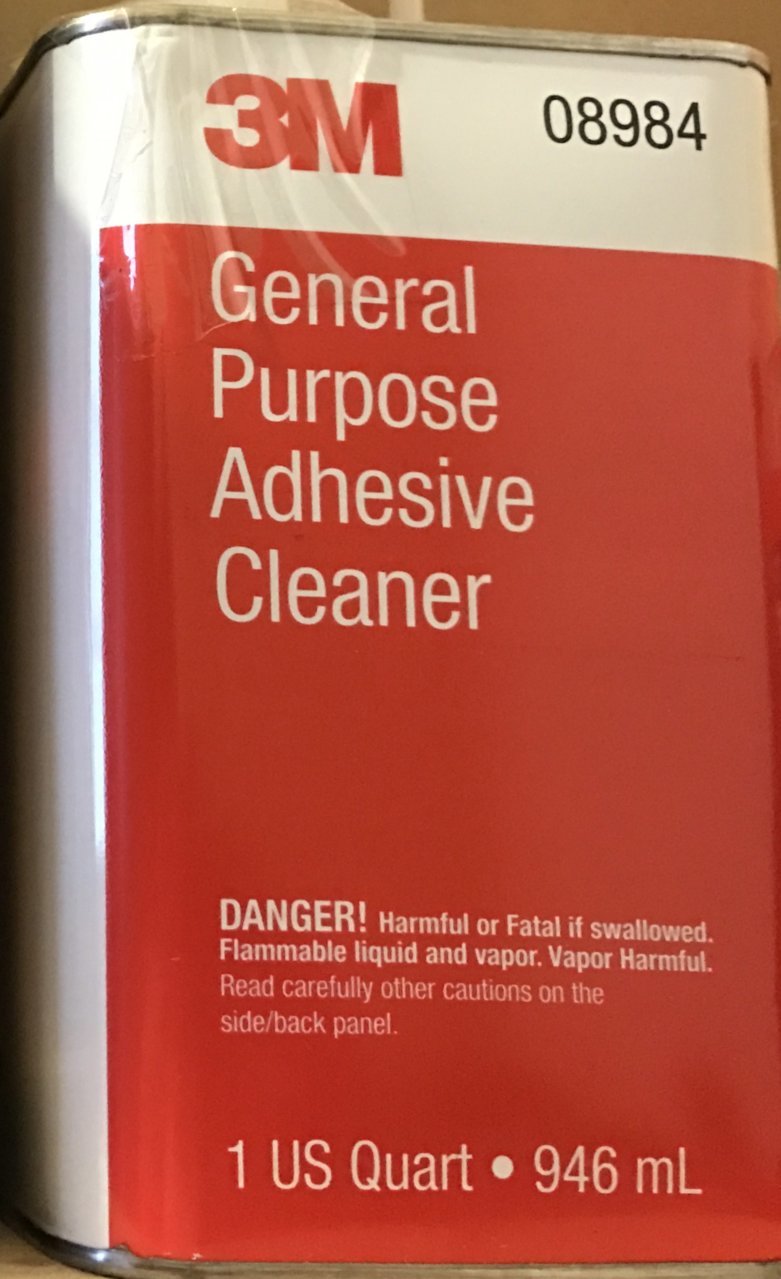 3M 08984
General
Purpose
Adhesive
Cleaner
DANGER! Harmful or Fatal if swallowed.
Flammable liquid and vapor. Vapor Harmful.
Read carefully other cautions on the
side/back panel.
1 US Quart • 946 mL